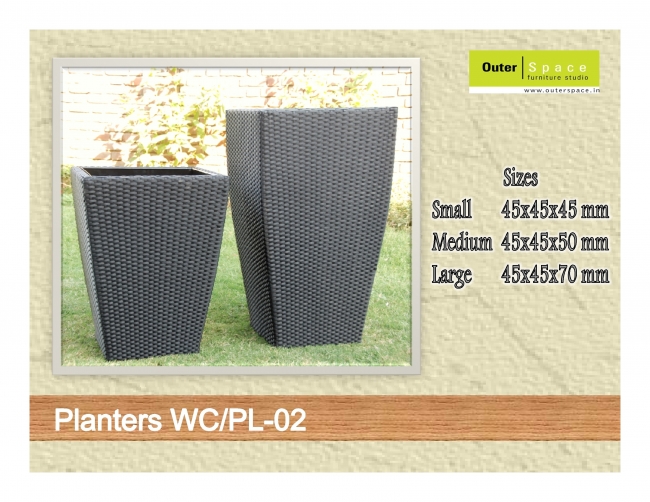 Outer Space
furniture studio
www.outerspace.in
Sizes
Small 45x45x45 mm
Medium 45x45x50 mm
Large 45x45x70 mm
Planters WC/PL-02